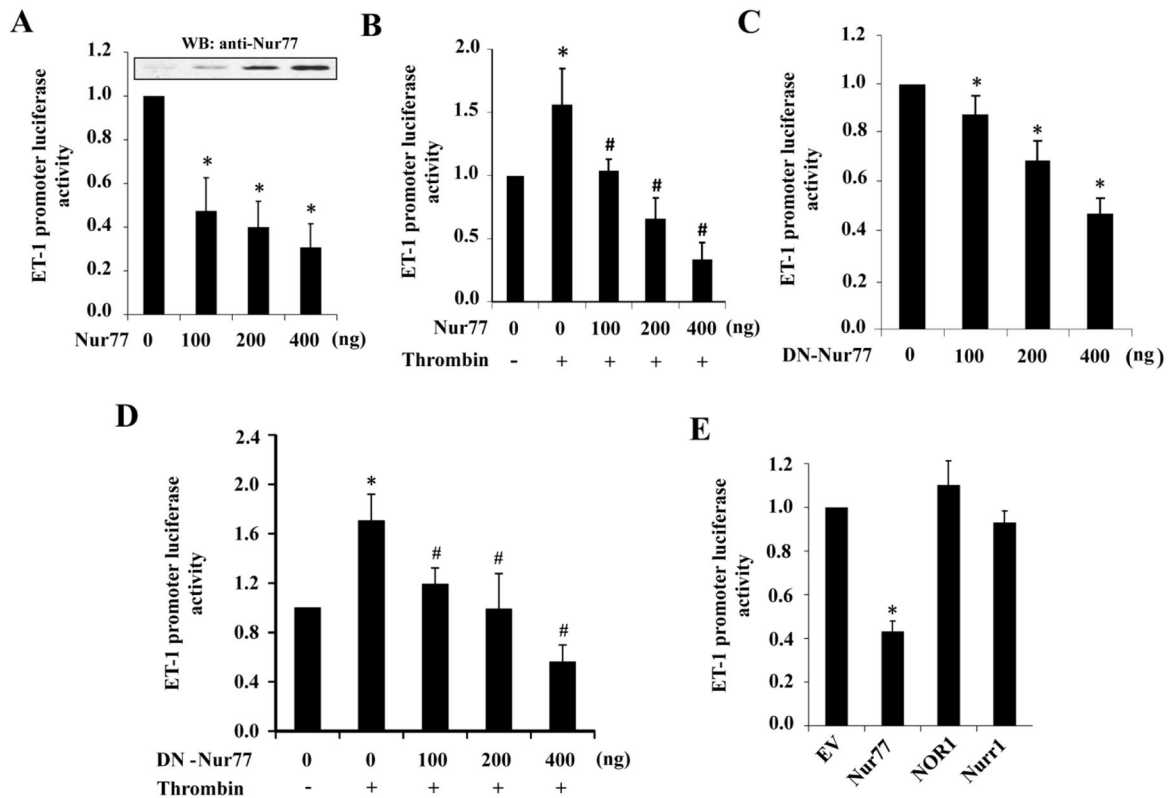 A
WB: anti-Nur77
ET-1 promoter luciferase
activity
1.2
1.0
0.8
0.6
0.4
0.2
0.0
*
*
*
Nur77 0 100 200 400 (ng)
B
ET-1 promoter luciferase
activity
2.0
1.5
1.0
0.5
0.0
*
#
#
#
Nur77 0 0 100 200 400 (ng)
Thrombin - + + + +
C
ET-1 promoter luciferase
activity
1.2
1.0
0.8
0.6
0.4
0.2
0.0
*
*
*
DN-Nur77 0 100 200 400 (ng)
D
ET-1 promoter luciferase
activity
2.4
2.0
1.6
1.2
0.8
0.4
0.0
*
#
#
#
DN -Nur77 0 0 100 200 400 (ng)
Thrombin - + + + +
E
ET-1 promoter luciferase
activity
1.2
1.0
0.8
0.6
0.4
0.2
0
*
EV Nur77 NOR1 Nurr1